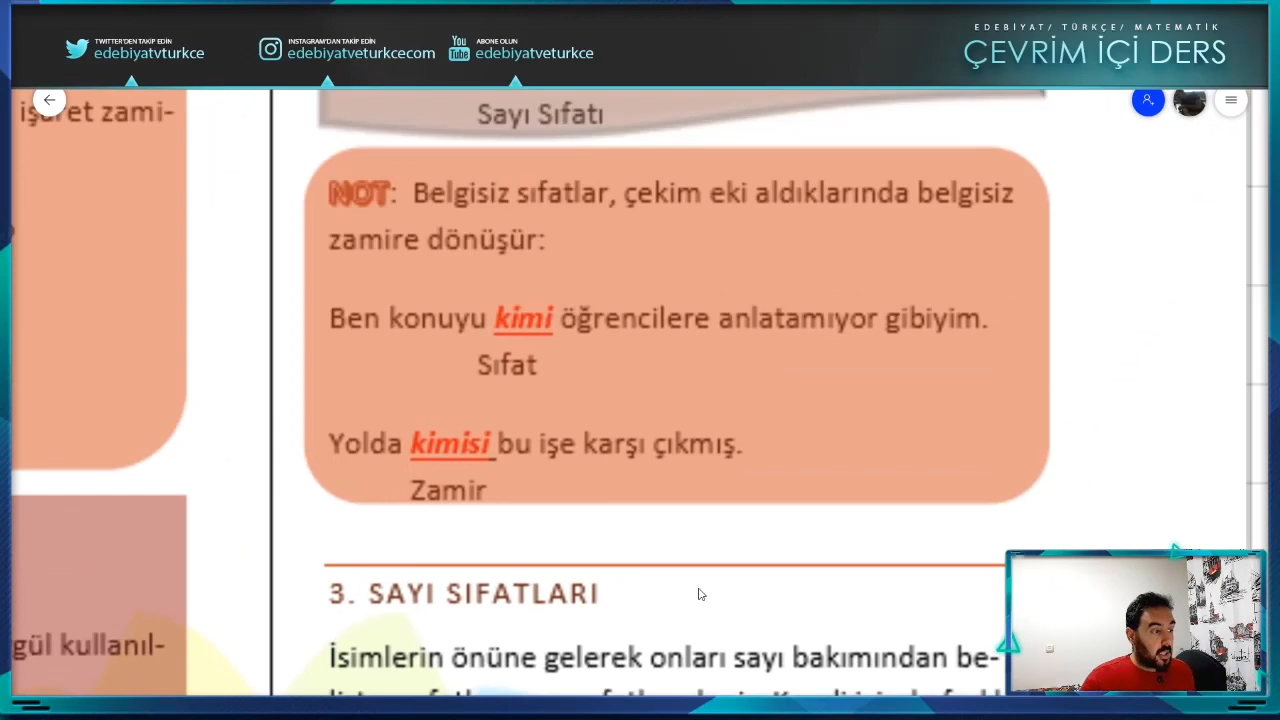 TWITTER'DEN TAKİP EDİN
edebiyatvturkce
INSTAGRAM'DAN TAKİP EDİN
edebiyatveturkcecom
You Tube
ABONE OLUN
edebiyatveturkce
EDEBİYAT/ TÜRKÇE/ MATEMATİK
ÇEVRİM İÇİ DERS
işaret zami-
gül kullanıl-
Sayı Sıfatı
NOT: Belgisiz sıfatlar, çekim eki aldıklarında belgisiz
zamire dönüşür:
Ben konuyu kimi öğrencilere anlatamıyor gibiyim.
Sıfat
Yolda kimisi bu işe karşı çıkmış.
Zamir
3. SAYI SIFATLARI
İsimlerin önüne gelerek onları sayı bakımından be-